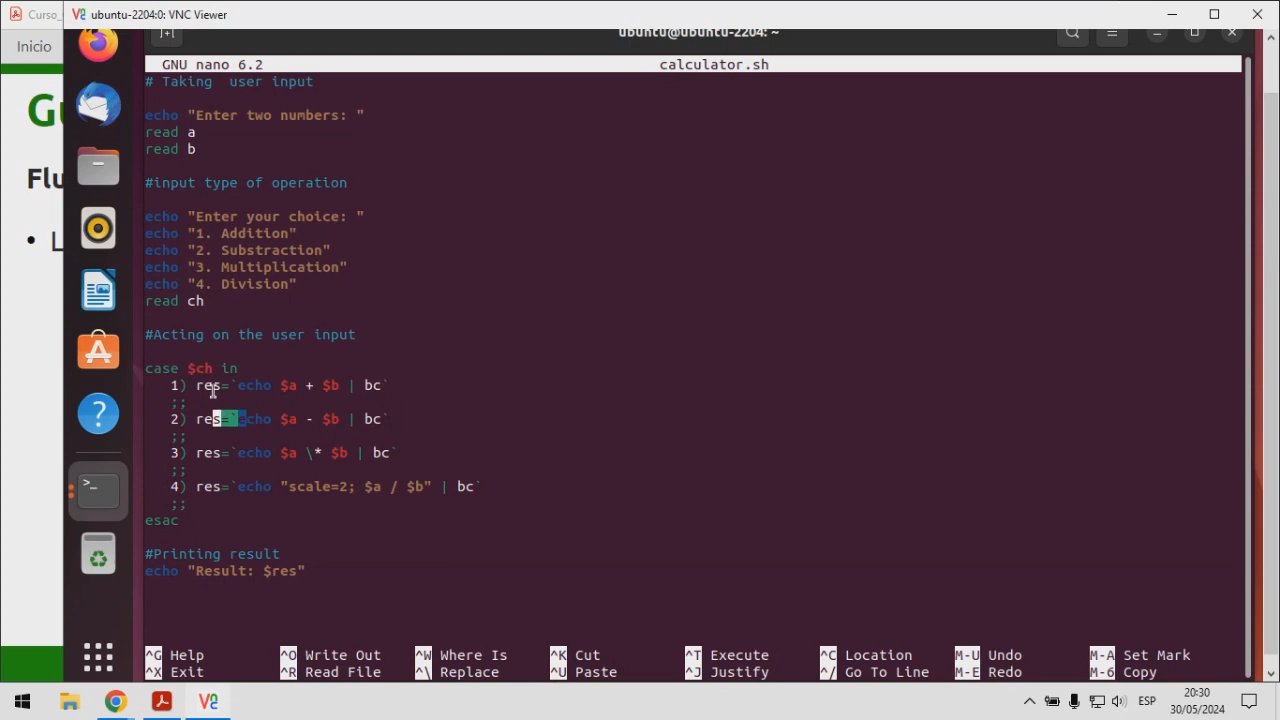 Curso_
ubuntu-2204:0: VNC Viewer
Inicio
ubuntu@ubuntu-2204: ~
GNU nano 6.2 calculator.sh
# Taking  user input
echo "Enter two numbers: "
read a
read b
#input type of operation
echo "Enter your choice: "
echo "1. Addition"
echo "2. Substraction"
echo "3. Multiplication"
echo "4. Division"
read ch
#Acting on the user input
case $ch in
1) res=`echo $a + $b | bc`
;;
2) res=`echo $a - $b | bc`
;;
3) res=`echo $a \* $b | bc`
;;
4) res=`echo "scale=2; $a / $b" | bc`
;;
esac
#Printing result
echo "Result: $res"
^G Help ^O Write Out ^W Where Is ^K Cut ^T Execute ^C Location M-U Undo M-A Set Mark
^X Exit ^R Read File ^\ Replace ^U Paste ^J Justify ^/ Go To Line M-E Redo M-6 Copy
Flu
• L
ESP
20:30
30/05/2024